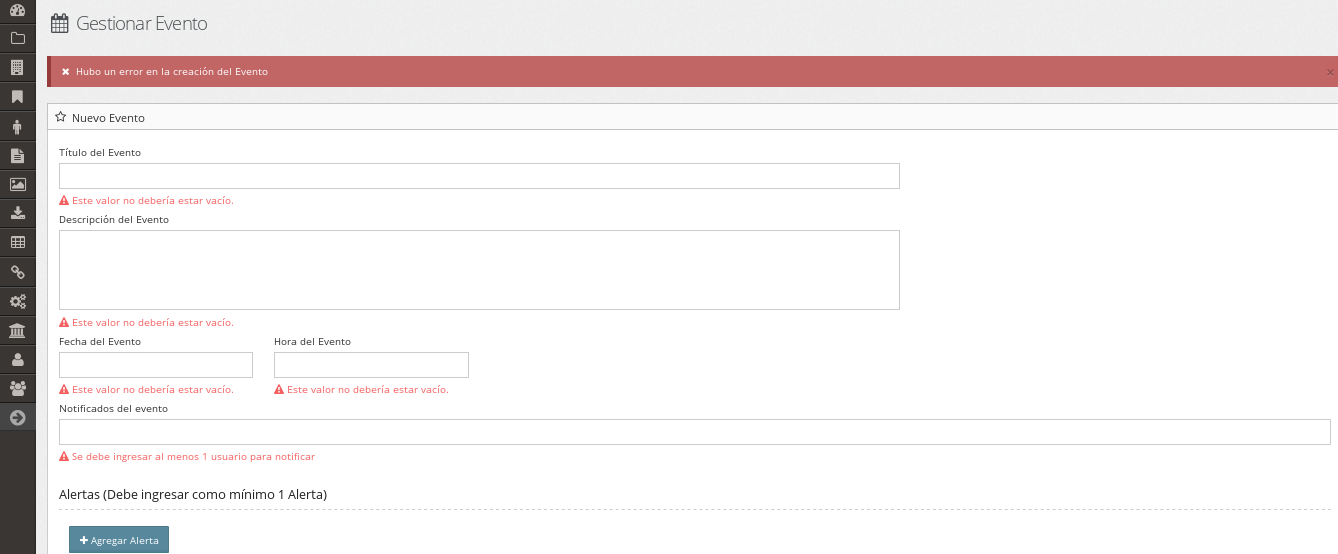 Gestionar Evento
Hubo un error en la creación del Evento
Nuevo Evento
Título del Evento
Este valor no debería estar vacío.
Descripción del Evento
Este valor no debería estar vacío.
Fecha del Evento Hora del Evento
Este valor no debería estar vacío. Este valor no debería estar vacío.
Notificados del evento
Se debe ingresar al menos 1 usuario para notificar
Alertas (Debe ingresar como mínimo 1 Alerta)
Agregar Alerta